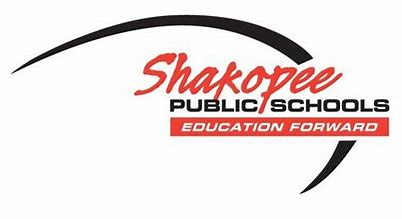 Shakopee
PUBLIC SCHOOLS
EDUCATION FORWARD